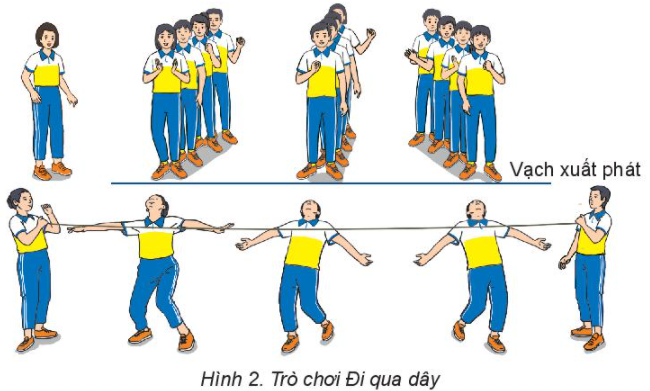 Vạch xuất phát
Hình 2. Trò chơi Đi qua dây